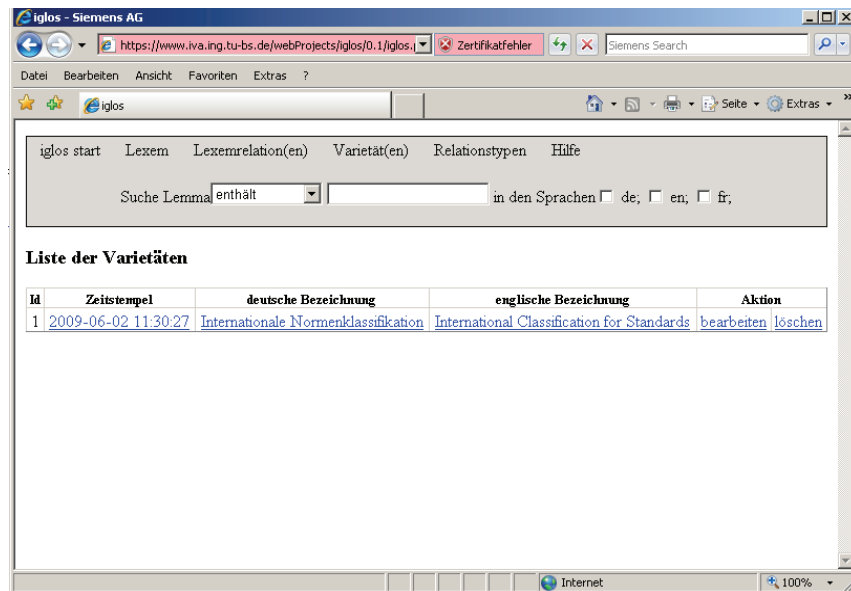 iglos - Siemens AG
https://www.iva.ing.tu-bs.de/webProjects/iglos/0.1/iglos. Zertifikatfehler Siemens Search
Datei Bearbeiten Ansicht Favoriten Extras ?
iglos Seite Extras »
iglos start Lexem Lexemrelation(en) Varietät(en) Relationstypen Hilfe
Suche Lemma enthält in den Sprachen de; en; fr;
Liste der Varietäten
Id Zeitstempel deutsche Bezeichnung englische Bezeichnung Aktion
1 2009-06-02 11:30:27 Internationale Normenklassifikation International Classification for Standards bearbeiten löschen
Internet 100%